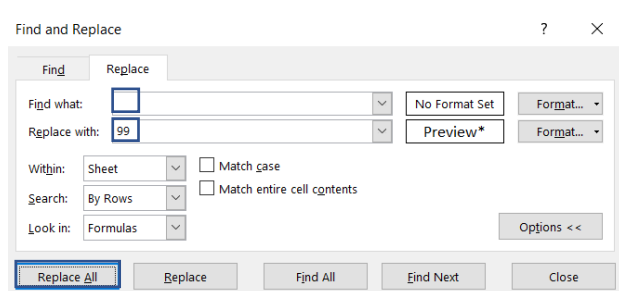 Find and Replace ?
Find Replace
Find what: No Format Set Format...
Replace with: 99 Preview* Format...
Within: Sheet Match case
Search: By Rows Match entire cell contents
Look in: Formulas Options <<
Replace All Replace Find All Find Next Close